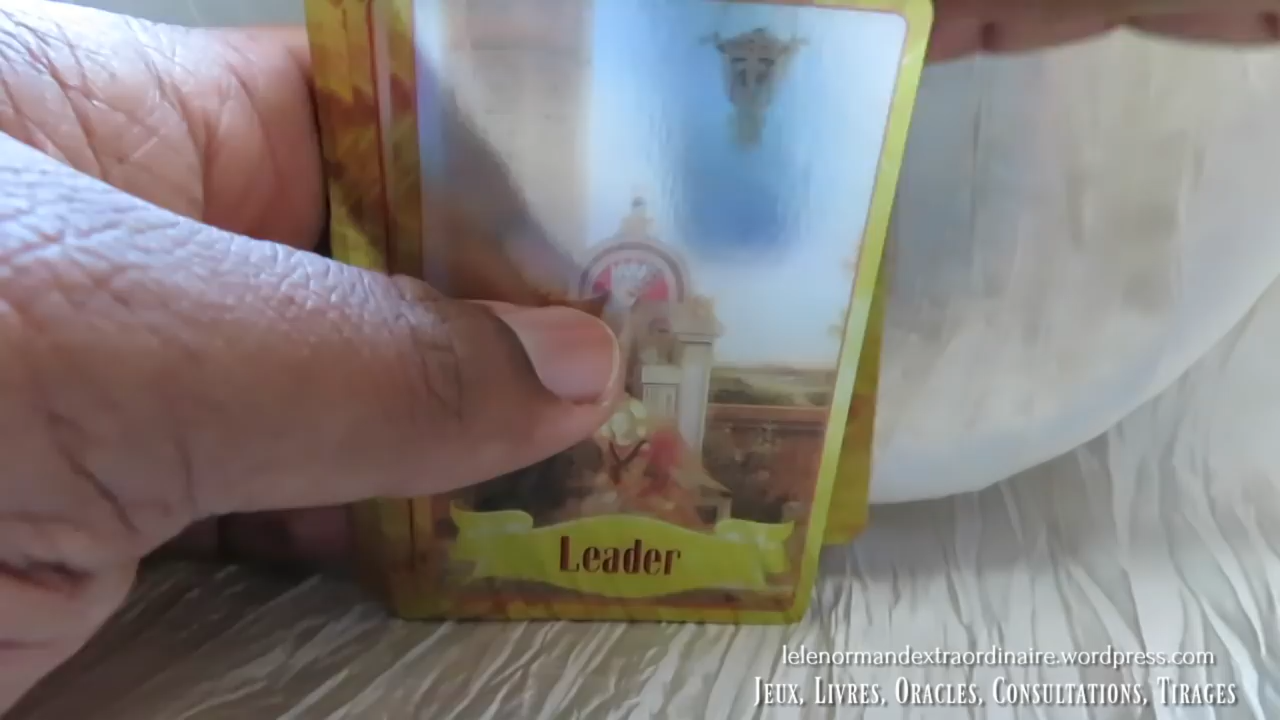 Leader
lelenormandextraordinaire.wordpress.com
Jeux, Livres, Oracles, Consultations, Tirages